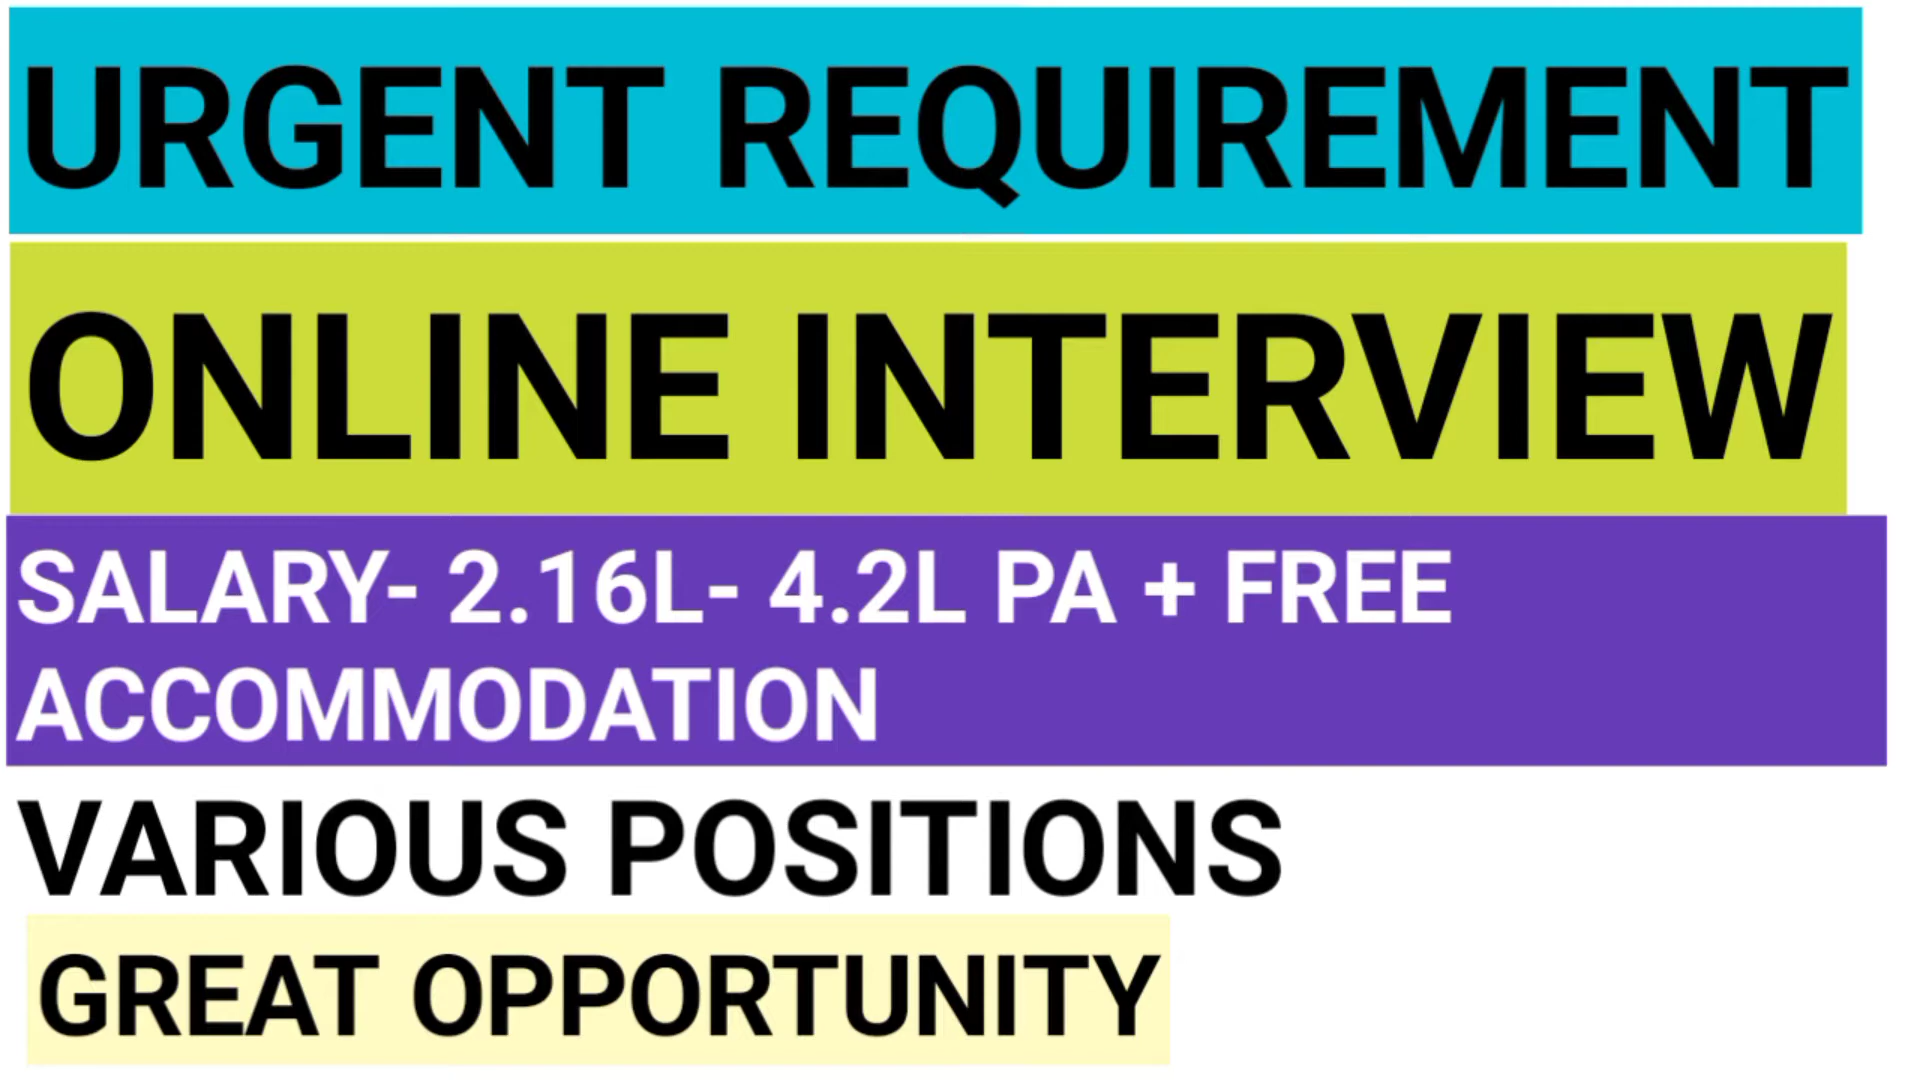 URGENT REQUIREMENT
ONLINE INTERVIEW
SALARY- 2.16L- 4.2L PA + FREE
ACCOMMODATION
VARIOUS POSITIONS
GREAT OPPORTUNITY